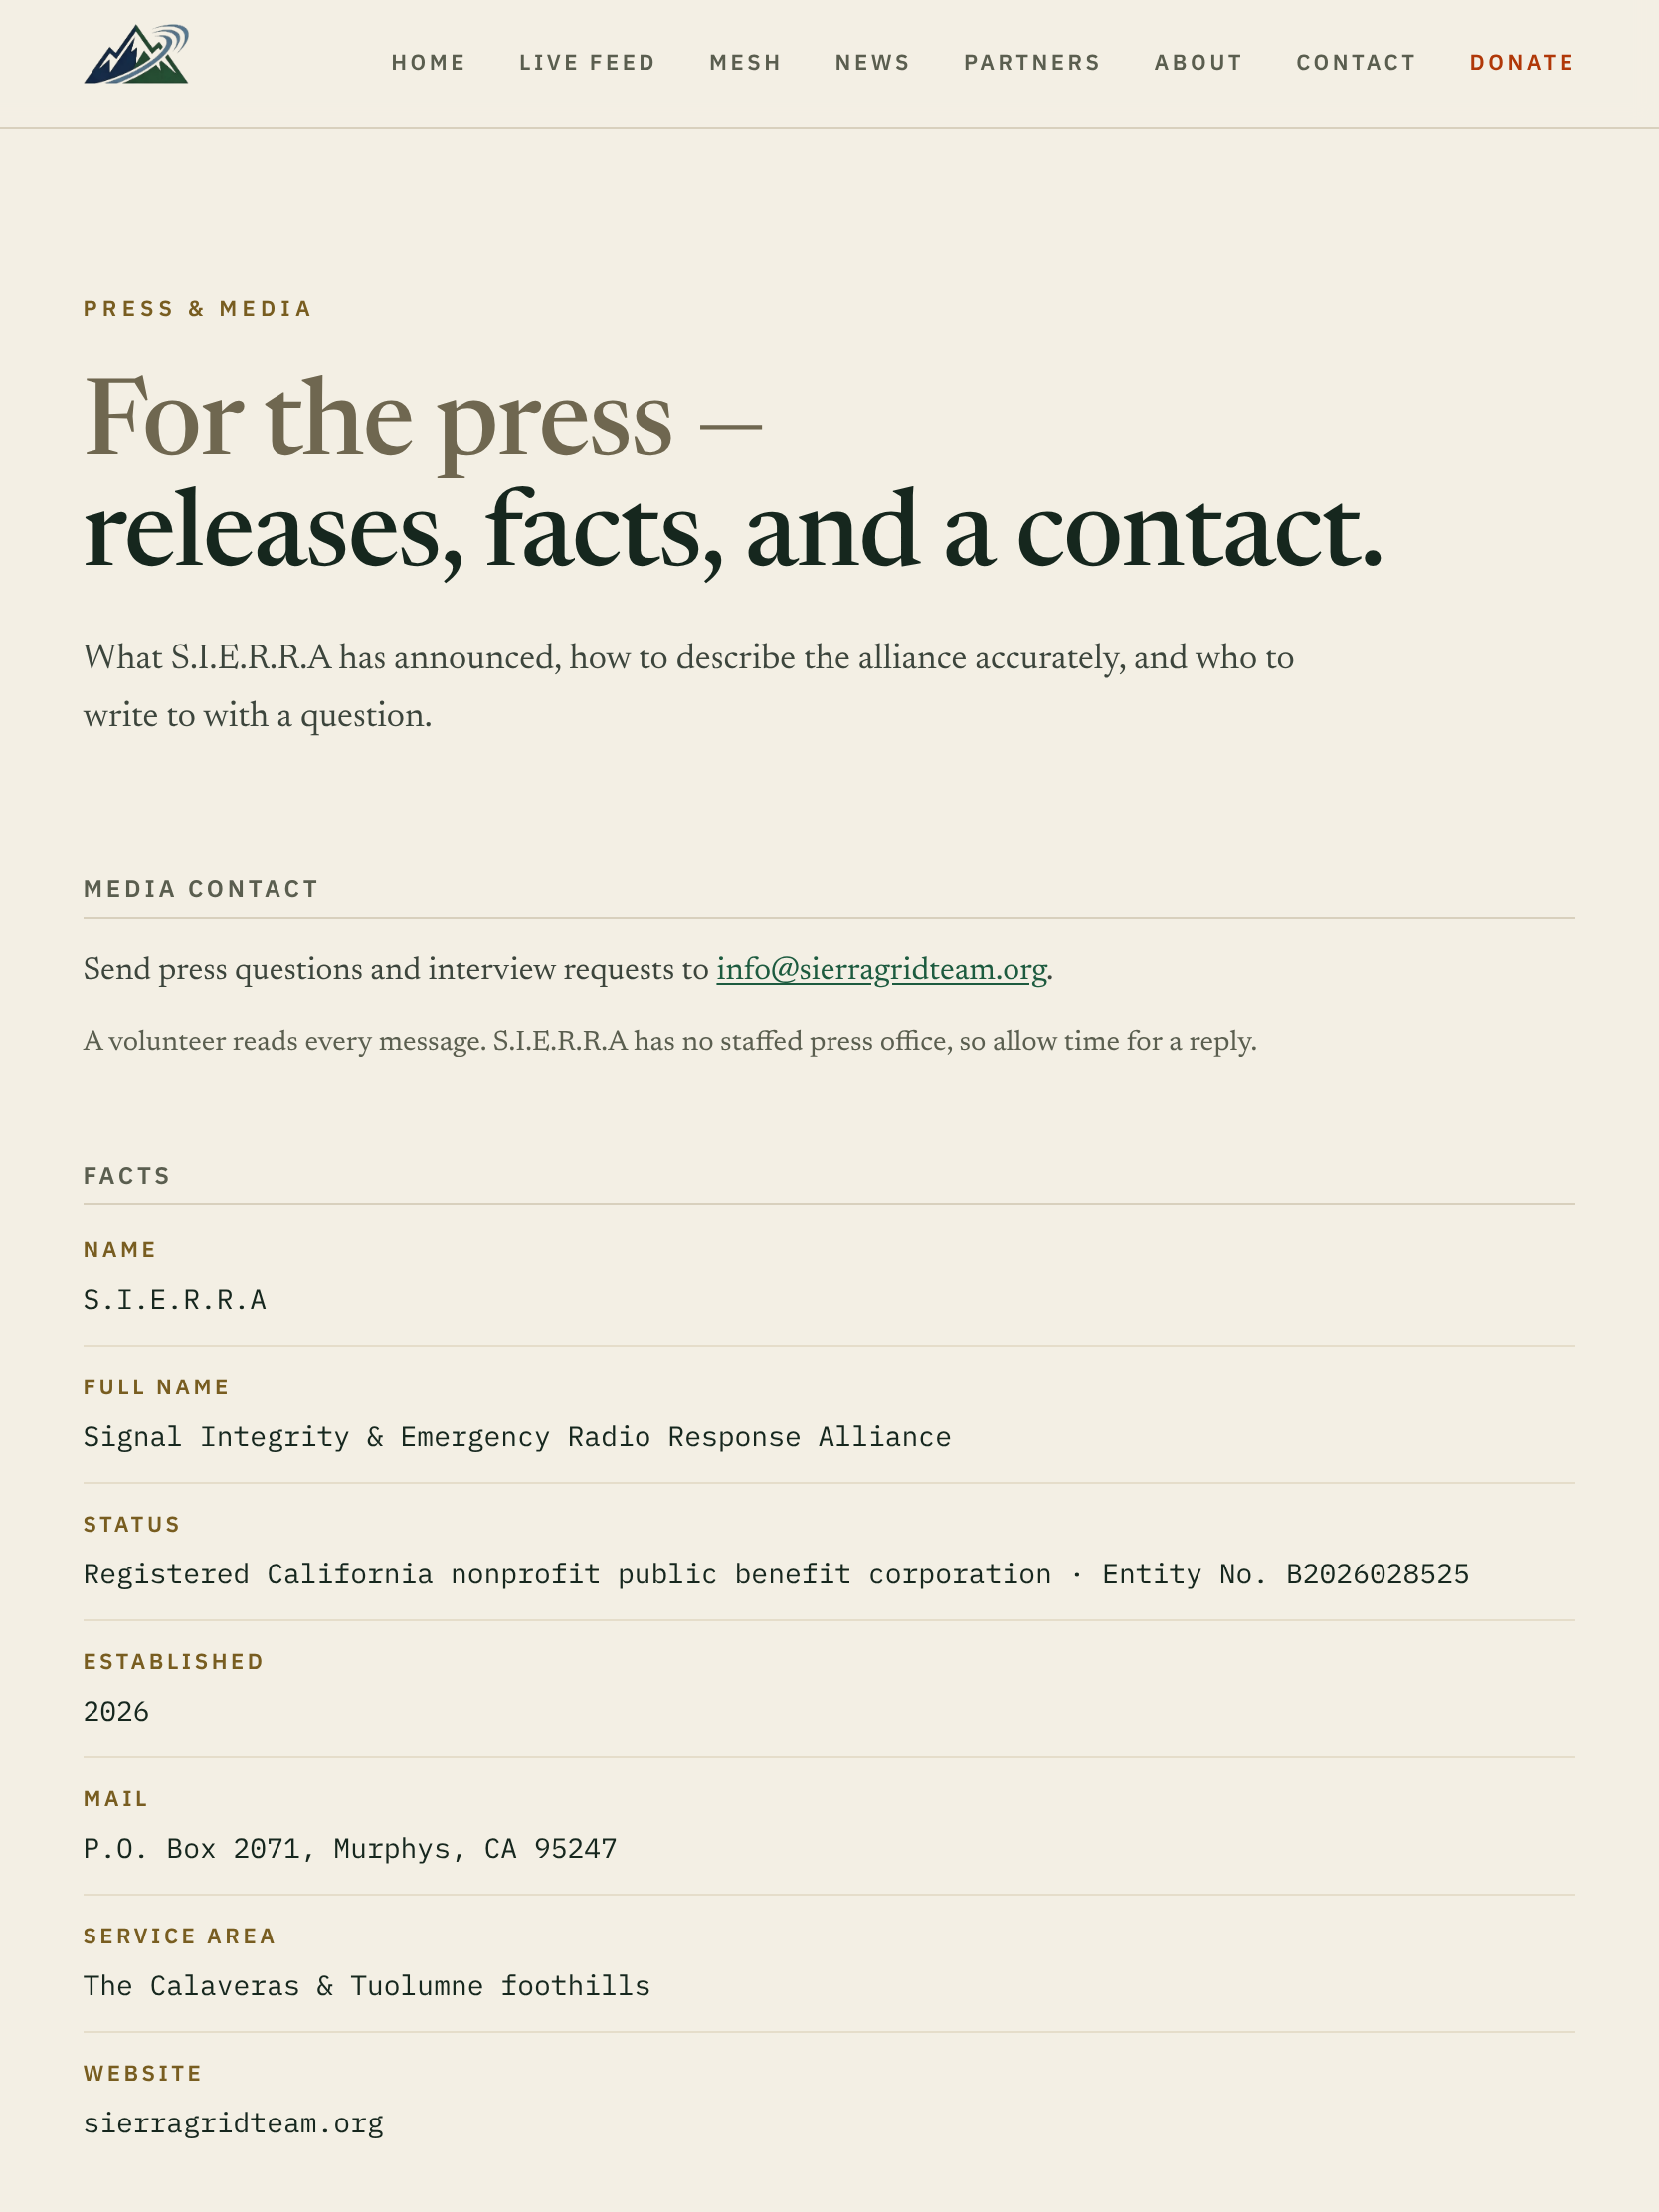 HOME LIVE FEED MESH NEWS PARTNERS ABOUT CONTACT DONATE
PRESS & MEDIA
For the press —
releases, facts, and a contact.
What S.I.E.R.R.A has announced, how to describe the alliance accurately, and who to
write to with a question.
MEDIA CONTACT
Send press questions and interview requests to info@sierragridteam.org.
A volunteer reads every message. S.I.E.R.R.A has no staffed press office, so allow time for a reply.
FACTS
NAME
S.I.E.R.R.A
FULL NAME
Signal Integrity & Emergency Radio Response Alliance
STATUS
Registered California nonprofit public benefit corporation · Entity No. B2026028525
ESTABLISHED
2026
MAIL
P.O. Box 2071, Murphys, CA 95247
SERVICE AREA
The Calaveras & Tuolumne foothills
WEBSITE
sierragridteam.org